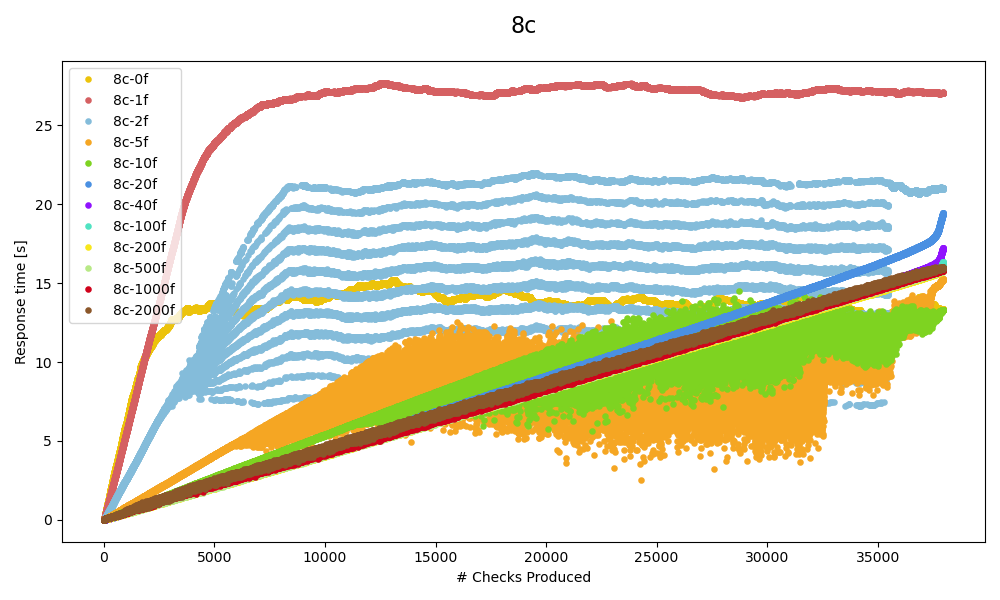 8c
8c-0f
8c-1f
8c-2f
8c-5f
8c-10f
8c-20f
8c-40f
8c-100f
8c-200f
8c-500f
8c-1000f
8c-2000f
Response time [s]
25
20
15
10
5
0
0 5000 10000 15000 20000 25000 30000 35000
# Checks Produced